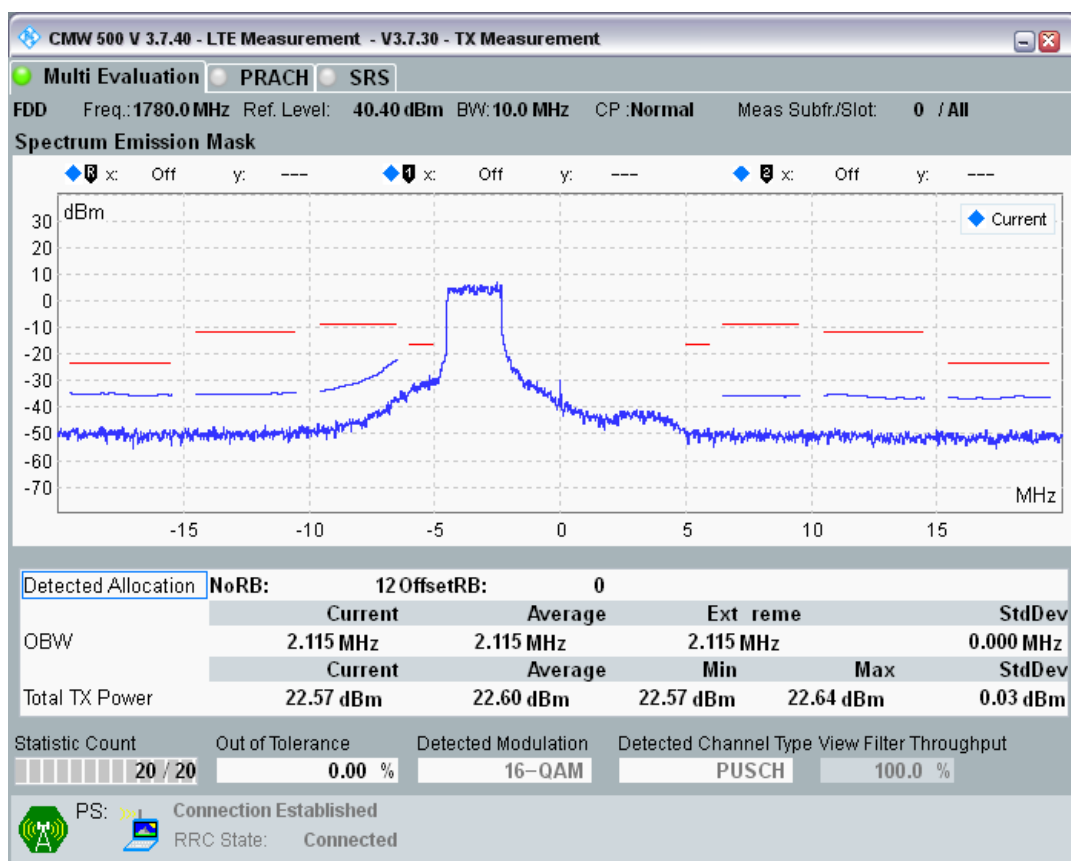 CMW 500 V 3.7.40 - LTE Measurement - V3.7.30 - TX Measurement
Multi Evaluation PRACH SRS
FDD Freq.: 1780.0 MHz Ref. Level: 40.40 dBm BW: 10.0 MHz CP : Normal Meas Subfr./Slot: 0 / All
Spectrum Emission Mask
R x: Off y: --- 1 x: Off y: --- 2 x: Off y: ---
dBm
Current
30
20
10
0
-10
-20
-30
-40
-50
-60
-70
MHz
-15 -10 -5 0 5 10 15
Detected Allocation NoRB: 12 OffsetRB: 0
Current Average Ext reme StdDev
OBW 2.115 MHz 2.115 MHz 2.115 MHz 0.000 MHz
Current Average Min Max StdDev
Total TX Power 22.57 dBm 22.60 dBm 22.57 dBm 22.64 dBm 0.03 dBm
Statistic Count Out of Tolerance Detected Modulation Detected Channel Type View Filter Throughput
20 / 20 0.00 % 16-QAM PUSCH 100.0 %
PS: Connection Established
RRC State: Connected